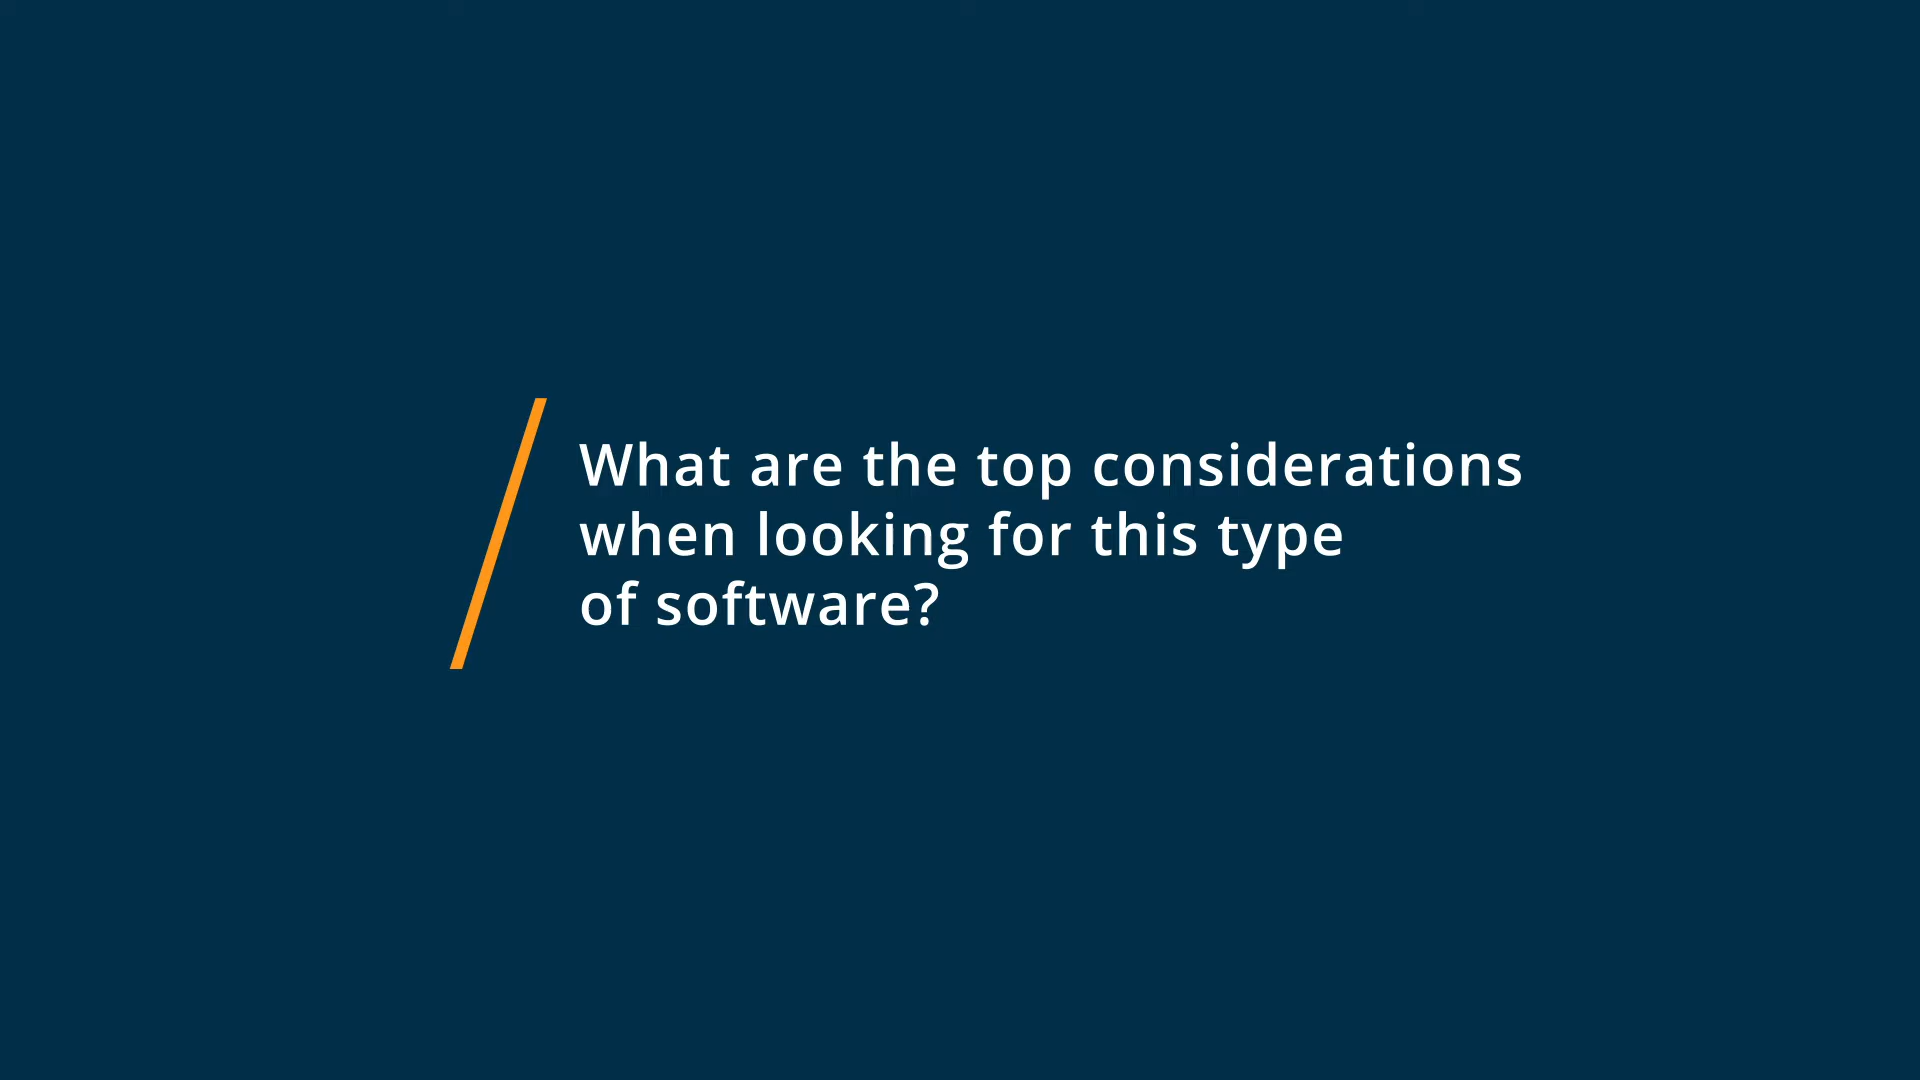 What are the top considerations
when looking for this type
of software?